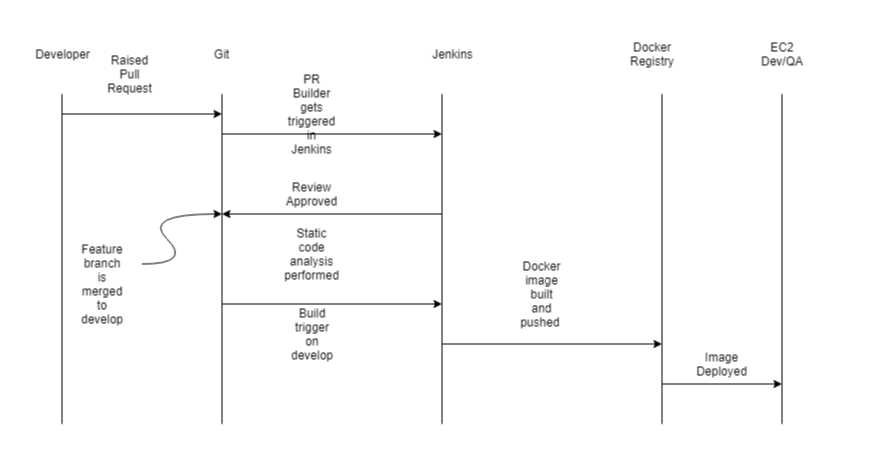 Developer
Raised
Pull
Request
Git
PR
Builder
gets
triggered
in
Jenkins
Jenkins
Docker
Registry
EC2
Dev/QA
Review
Approved
Feature
branch
is
merged
to
develop
Static
code
analysis
performed
Build
trigger
on
develop
Docker
image
built
and
pushed
Image
Deployed